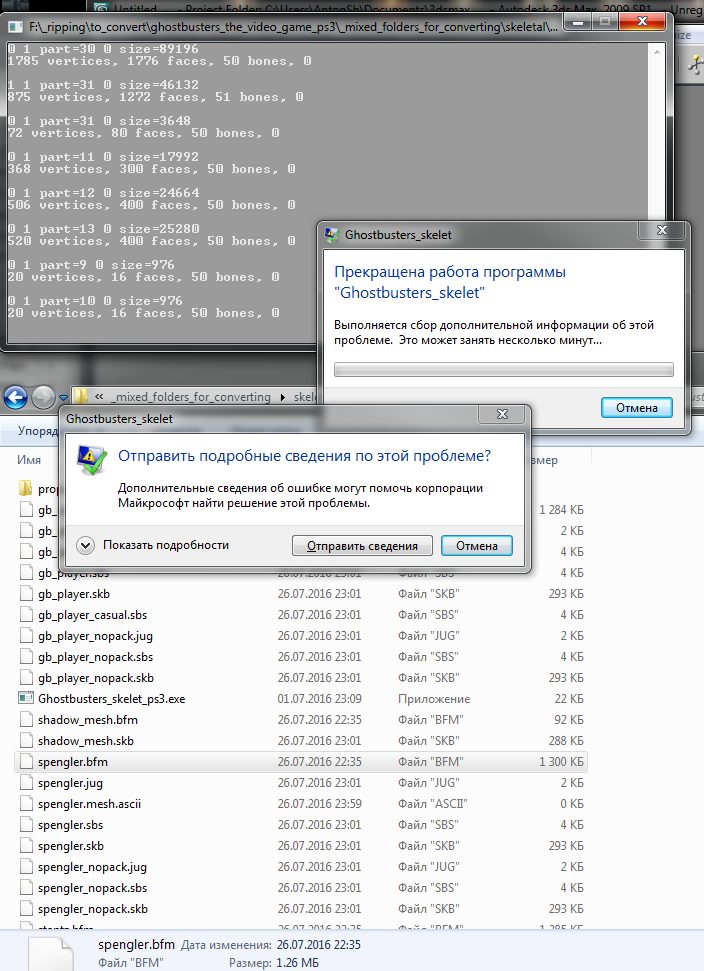 Untitled - Project Folder: C:\Users\AntonSh\Documents\3dsmax - Autodesk 3ds Max 2009 SP1 - Unreg
F:\_ripping\to_convert\ghostbusters_the_video_game_ps3\_mixed_folders_for_converting\skeletal\...
0 1 part=30 0 size=89196
1785 vertices, 1776 faces, 50 bones, 0
1 1 part=31 0 size=46132
875 vertices, 1272 faces, 51 bones, 0
0 1 part=31 0 size=3648
72 vertices, 80 faces, 50 bones, 0
0 1 part=11 0 size=17992
368 vertices, 300 faces, 50 bones, 0
0 1 part=12 0 size=24664
506 vertices, 400 faces, 50 bones, 0
0 1 part=13 0 size=25280
520 vertices, 400 faces, 50 bones, 0
0 1 part=9 0 size=976
20 vertices, 16 faces, 50 bones, 0
0 1 part=10 0 size=976
20 vertices, 16 faces, 50 bones, 0
Ghostbusters_skelet
Прекращена работа программы
"Ghostbusters_skelet"
Выполняется сбор дополнительной информации об этой
проблеме. Это может занять несколько минут...
Отмена
« _mixed_folders_for_converting ▸ skele
Ghostbusters_skelet
Отправить подробные сведения по этой проблеме?
Дополнительные сведения об ошибке могут помочь корпорации
Майкрософт найти решение этой проблемы.
Показать подробности
Отправить сведения
Отмена
Упоряд
Имя
змер
prop
gb_ 1 284 КБ
gb_ 2 КБ
gb_ 4 КБ
gb_player.sbs 26.07.2016 23:01 Файл "SBS" 4 КБ
gb_player.skb 26.07.2016 23:01 Файл "SKB" 293 КБ
gb_player_casual.sbs 26.07.2016 23:01 Файл "SBS" 4 КБ
gb_player_nopack.jug 26.07.2016 23:01 Файл "JUG" 2 КБ
gb_player_nopack.sbs 26.07.2016 23:01 Файл "SBS" 4 КБ
gb_player_nopack.skb 26.07.2016 23:01 Файл "SKB" 293 КБ
Ghostbusters_skelet_ps3.exe 01.07.2016 23:09 Приложение 22 КБ
shadow_mesh.bfm 26.07.2016 22:35 Файл "BFM" 92 КБ
shadow_mesh.skb 26.07.2016 23:01 Файл "SKB" 288 КБ
spengler.bfm 26.07.2016 22:35 Файл "BFM" 1 300 КБ
spengler.jug 26.07.2016 23:01 Файл "JUG" 2 КБ
spengler.mesh.ascii 26.07.2016 23:59 Файл "ASCII" 0 КБ
spengler.sbs 26.07.2016 23:01 Файл "SBS" 4 КБ
spengler.skb 26.07.2016 23:01 Файл "SKB" 293 КБ
spengler_nopack.jug 26.07.2016 23:01 Файл "JUG" 2 КБ
spengler_nopack.sbs 26.07.2016 23:01 Файл "SBS" 4 КБ
spengler_nopack.skb 26.07.2016 23:01 Файл "SKB" 293 КБ
26.07.2016 22:35 Файл "BFM" 1 285 КБ
spengler.bfm Дата изменения: 26.07.2016 22:35
Файл "BFM" Размер: 1.26 МБ